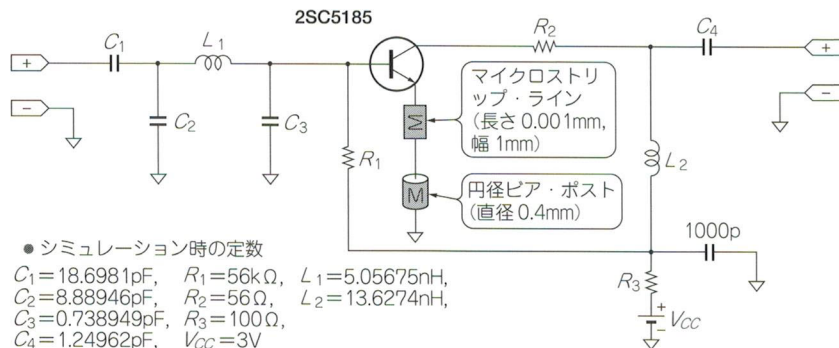 2SC5185
C1
L1
R2
C4
+
+
マイクロストリ
ップ・ライン
(長さ0.001mm,
幅1mm)
−
−
C2
C3
M
L2
R1
円径ビア・ポスト
(直径0.4mm)
M
1000p
●シミュレーション時の定数
C1=18.6981pF, R1=56kΩ, L1=5.05675nH,
C2=8.88946pF, R2=56Ω, L2=13.6274nH,
C3=0.738949pF, R3=100Ω,
C4=1.24962pF, VCC=3V
R3
+
VCC
−